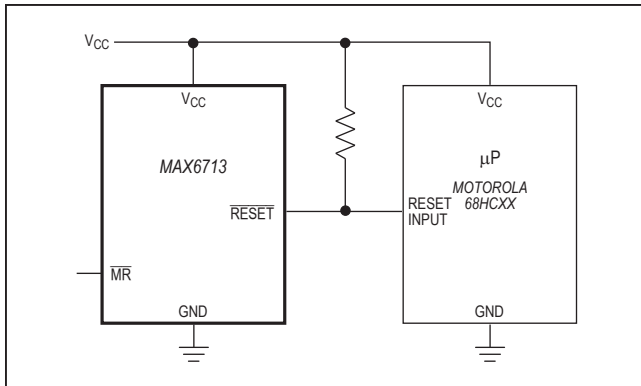 VCC
VCC
MAX6713
RESET
MR
GND
VCC
μP
MOTOROLA
68HCXX
RESET
INPUT
GND